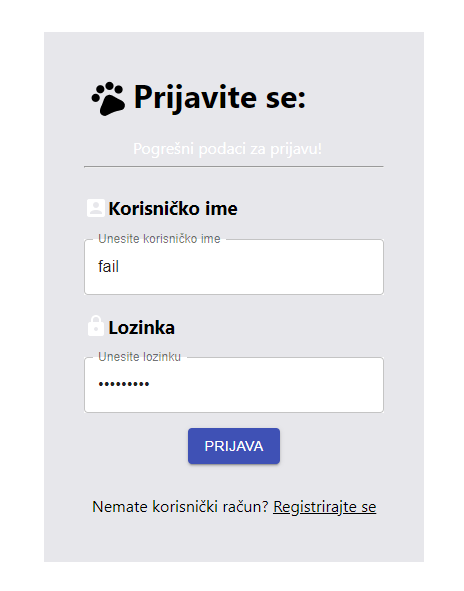 Prijavite se:
Pogrešni podaci za prijavu!
Korisničko ime
Unesite korisničko ime
fail
Lozinka
Unesite lozinku
•••••••••
PRIJAVA
Nemate korisnički račun? Registrirajte se